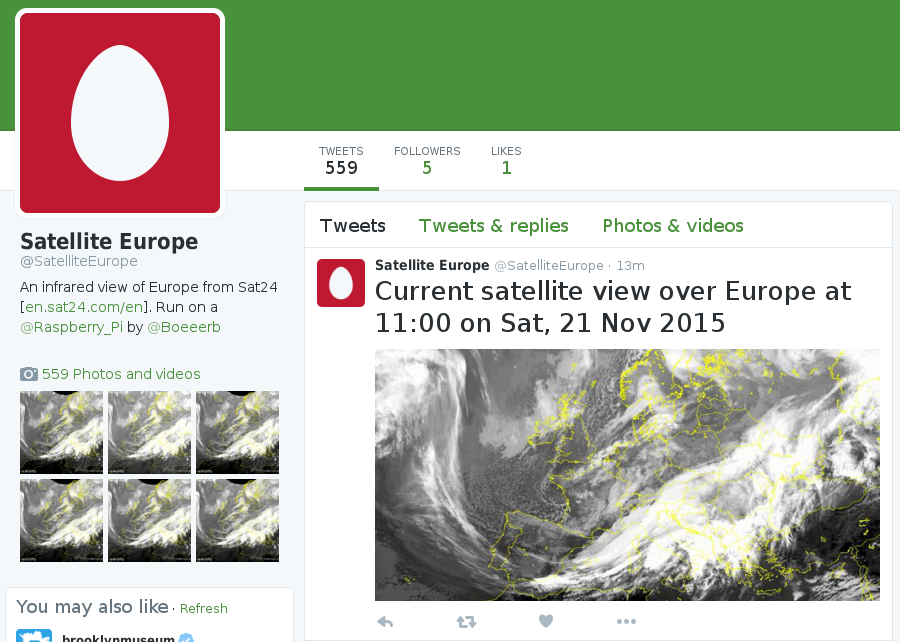 TWEETS FOLLOWERS LIKES
559 5 1
Satellite Europe
@SatelliteEurope
An infrared view of Europe from Sat24
[en.sat24.com/en]. Run on a
@Raspberry_Pi by @Boeeerb
559 Photos and videos
You may also like · Refresh
brooklynmuseum
Tweets Tweets & replies Photos & videos
Satellite Europe @SatelliteEurope · 13m
Current satellite view over Europe at
11:00 on Sat, 21 Nov 2015